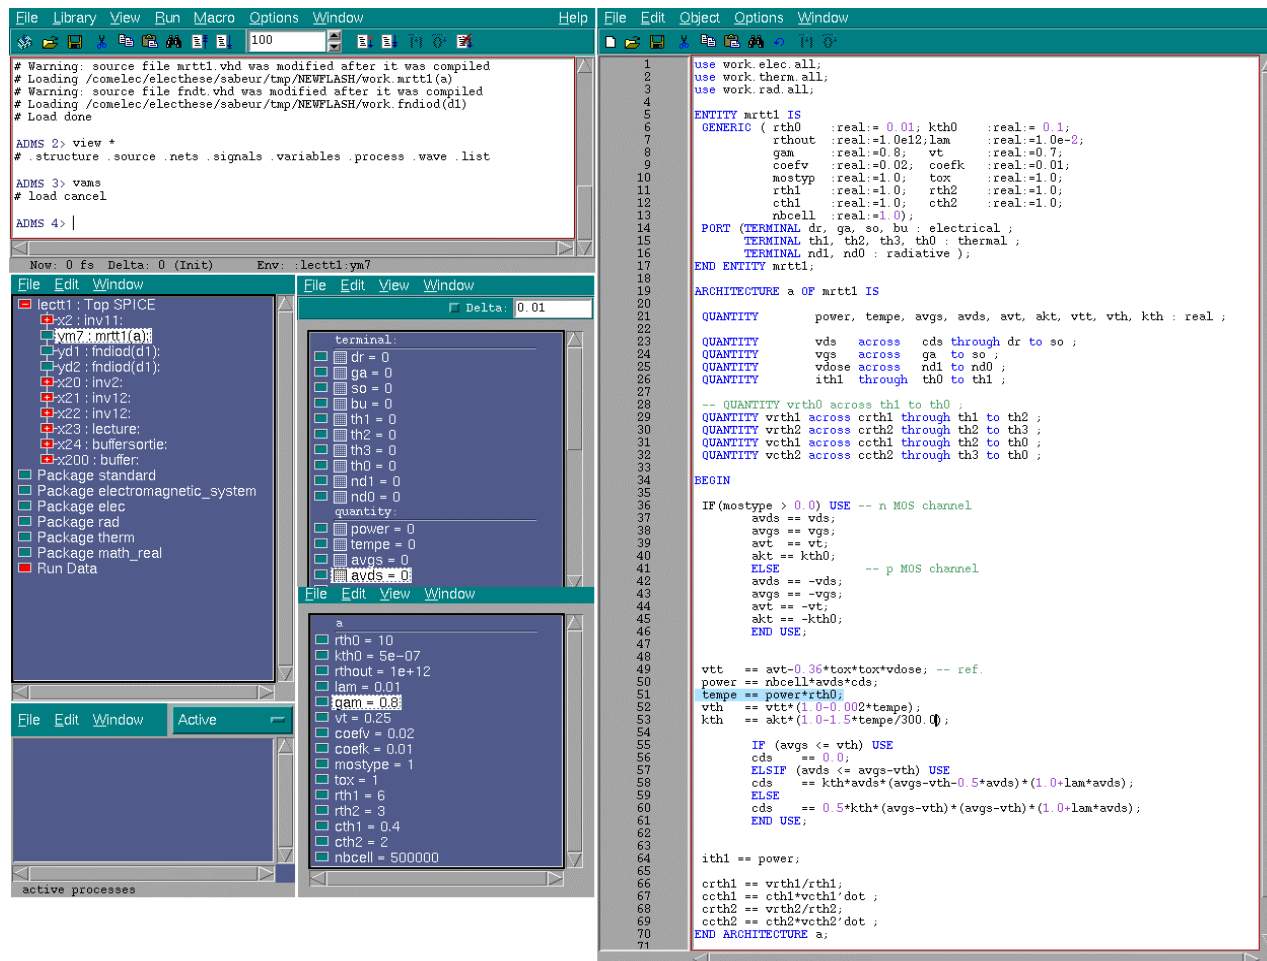 File Library View Run Macro Options Window Help
100
# Warning: source file mrtt1.vhd was modified after it was compiled
# Loading /comelec/electhese/sabeur/tmp/NEWFLASH/work.mrtt1(a)
# Warning: source file fndt.vhd was modified after it was compiled
# Loading /comelec/electhese/sabeur/tmp/NEWFLASH/work.fndiod(d1)
# Load done
ADMS 2> view *
# .structure .source .nets .signals .variables .process .wave .list
ADMS 3> vams
# load cancel
ADMS 4>
Now: 0 fs Delta: 0 (Init) Env: :lectt1:ym7
File Edit Window
lectt1 : Top SPICE
x2 : inv11:
ym7 : mrtt1(a):
yd1 : fndiod(d1):
yd2 : fndiod(d1):
x20 : inv2:
x21 : inv12:
x22 : inv12:
x23 : lecture:
x24 : buffersortie:
x200 : buffer:
Package standard
Package electromagnetic_system
Package elec
Package rad
Package therm
Package math_real
Run Data
File Edit Window Active
active processes
File Edit View Window
Delta: 0.01
terminal:
dr = 0
ga = 0
so = 0
bu = 0
th1 = 0
th2 = 0
th3 = 0
th0 = 0
nd1 = 0
nd0 = 0
quantity:
power = 0
tempe = 0
avgs = 0
avds = 0
File Edit View Window
a
rth0 = 10
kth0 = 5e-07
rthout = 1e+12
lam = 0.01
gam = 0.8
vt = 0.25
coefv = 0.02
coefk = 0.01
mostype = 1
tox = 1
rth1 = 6
rth2 = 3
cth1 = 0.4
cth2 = 2
nbcell = 500000
File Edit Object Options Window
1 use work.elec.all;
2 use work.therm.all;
3 use work.rad.all;
4
5 ENTITY mrtt1 IS
6 GENERIC ( rth0 :real:= 0.01; kth0 :real:= 0.1;
7 rthout :real:=1.0e12;lam :real:=1.0e-2;
8 gam :real:=0.8; vt :real:=0.7;
9 coefv :real:=0.02; coefk :real:=0.01;
10 mostyp :real:=1.0; tox :real:=1.0;
11 rth1 :real:=1.0; rth2 :real:=1.0;
12 cth1 :real:=1.0; cth2 :real:=1.0;
13 nbcell :real:=1.0);
14 PORT (TERMINAL dr, ga, so, bu : electrical ;
15 TERMINAL th1, th2, th3, th0 : thermal ;
16 TERMINAL nd1, nd0 : radiative );
17 END ENTITY mrtt1;
18
19 ARCHITECTURE a OF mrtt1 IS
20
21 QUANTITY power, tempe, avgs, avds, avt, akt, vtt, vth, kth : real ;
22
23 QUANTITY vds across cds through dr to so ;
24 QUANTITY vgs across ga to so ;
25 QUANTITY vdose across nd1 to nd0 ;
26 QUANTITY ith1 through th0 to th1 ;
27
28 -- QUANTITY vrth0 across th1 to th0 ;
29 QUANTITY vrth1 across crth1 through th1 to th2 ;
30 QUANTITY vrth2 across crth2 through th2 to th3 ;
31 QUANTITY vcth1 across ccth1 through th2 to th0 ;
32 QUANTITY vcth2 across ccth2 through th3 to th0 ;
33
34 BEGIN
35
36 IF(mostype > 0.0) USE -- n MOS channel
37 avds == vds;
38 avgs == vgs;
39 avt == vt;
40 akt == kth0;
41 ELSE -- p MOS channel
42 avds == -vds;
43 avgs == -vgs;
44 avt == -vt;
45 akt == -kth0;
46 END USE;
47
48
49 vtt == avt-0.36*tox*tox*vdose; -- ref.
50 power == nbcell*avds*cds;
51 tempe == power*rth0;
52 vth == vtt*(1.0-0.002*tempe);
53 kth == akt*(1.0-1.5*tempe/300.0);
54
55 IF (avgs <= vth) USE
56 cds == 0.0;
57 ELSIF (avds <= avgs-vth) USE
58 cds == kth*avds*(avgs-vth-0.5*avds)*(1.0+lam*avds);
59 ELSE
60 cds == 0.5*kth*(avgs-vth)*(avgs-vth)*(1.0+lam*avds);
61 END USE;
62
63
64 ith1 == power;
65
66 crth1 == vrth1/rth1;
67 ccth1 == cth1*vcth1'dot ;
68 crth2 == vrth2/rth2;
69 ccth2 == cth2*vcth2'dot ;
70 END ARCHITECTURE a;
71